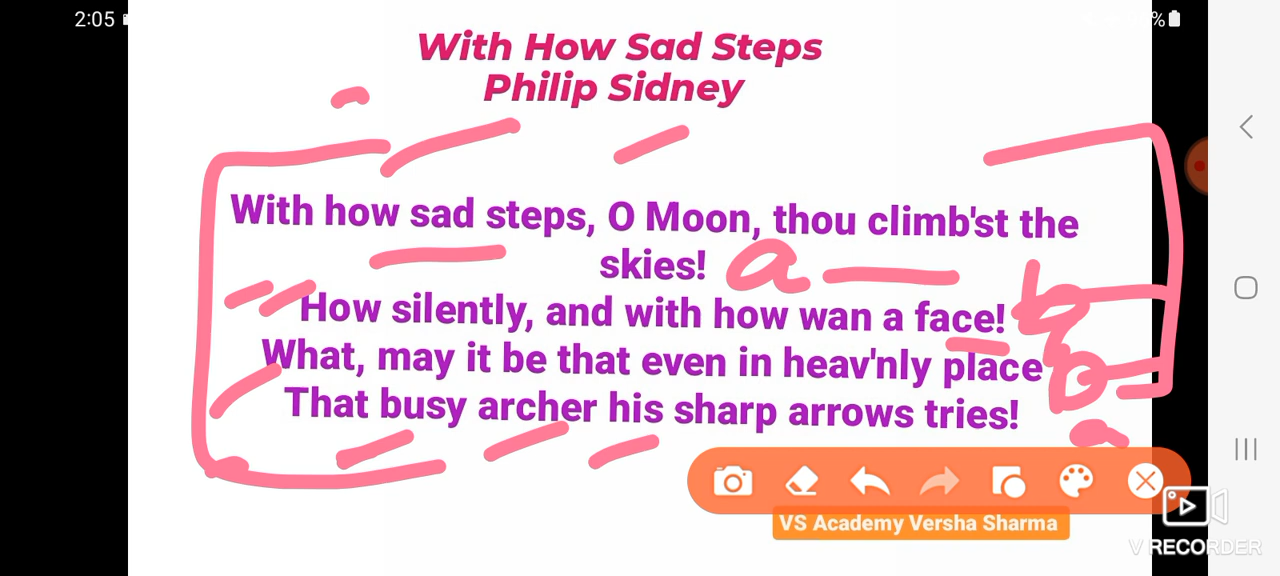 2:05
%
With How Sad Steps
Philip Sidney
With how sad steps, O Moon, thou climb'st the
skies! a
How silently, and with how wan a face! b
What, may it be that even in heav'nly place b
That busy archer his sharp arrows tries!
a
VS Academy Versha Sharma
V RECORDER